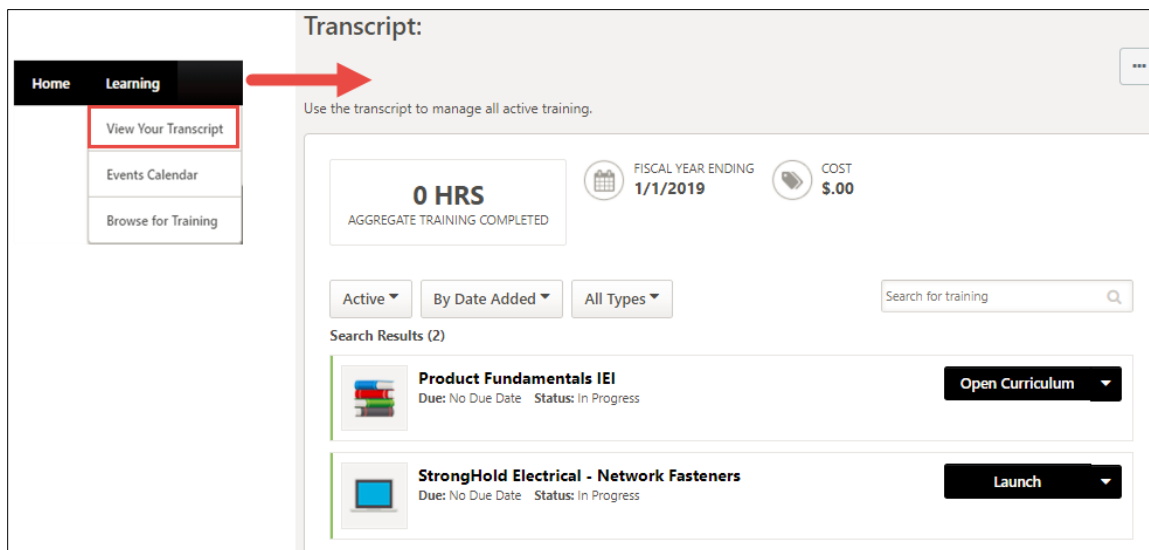 Transcript:
Home Learning
...
View Your Transcript
Use the transcript to manage all active training.
Events Calendar
Browse for Training
0 HRS
AGGREGATE TRAINING COMPLETED
FISCAL YEAR ENDING
1/1/2019
COST
$.00
Active By Date Added All Types
Search for training
Search Results (2)
Product Fundamentals IEI
Due: No Due Date Status: In Progress
Open Curriculum
StrongHold Electrical - Network Fasteners
Due: No Due Date Status: In Progress
Launch